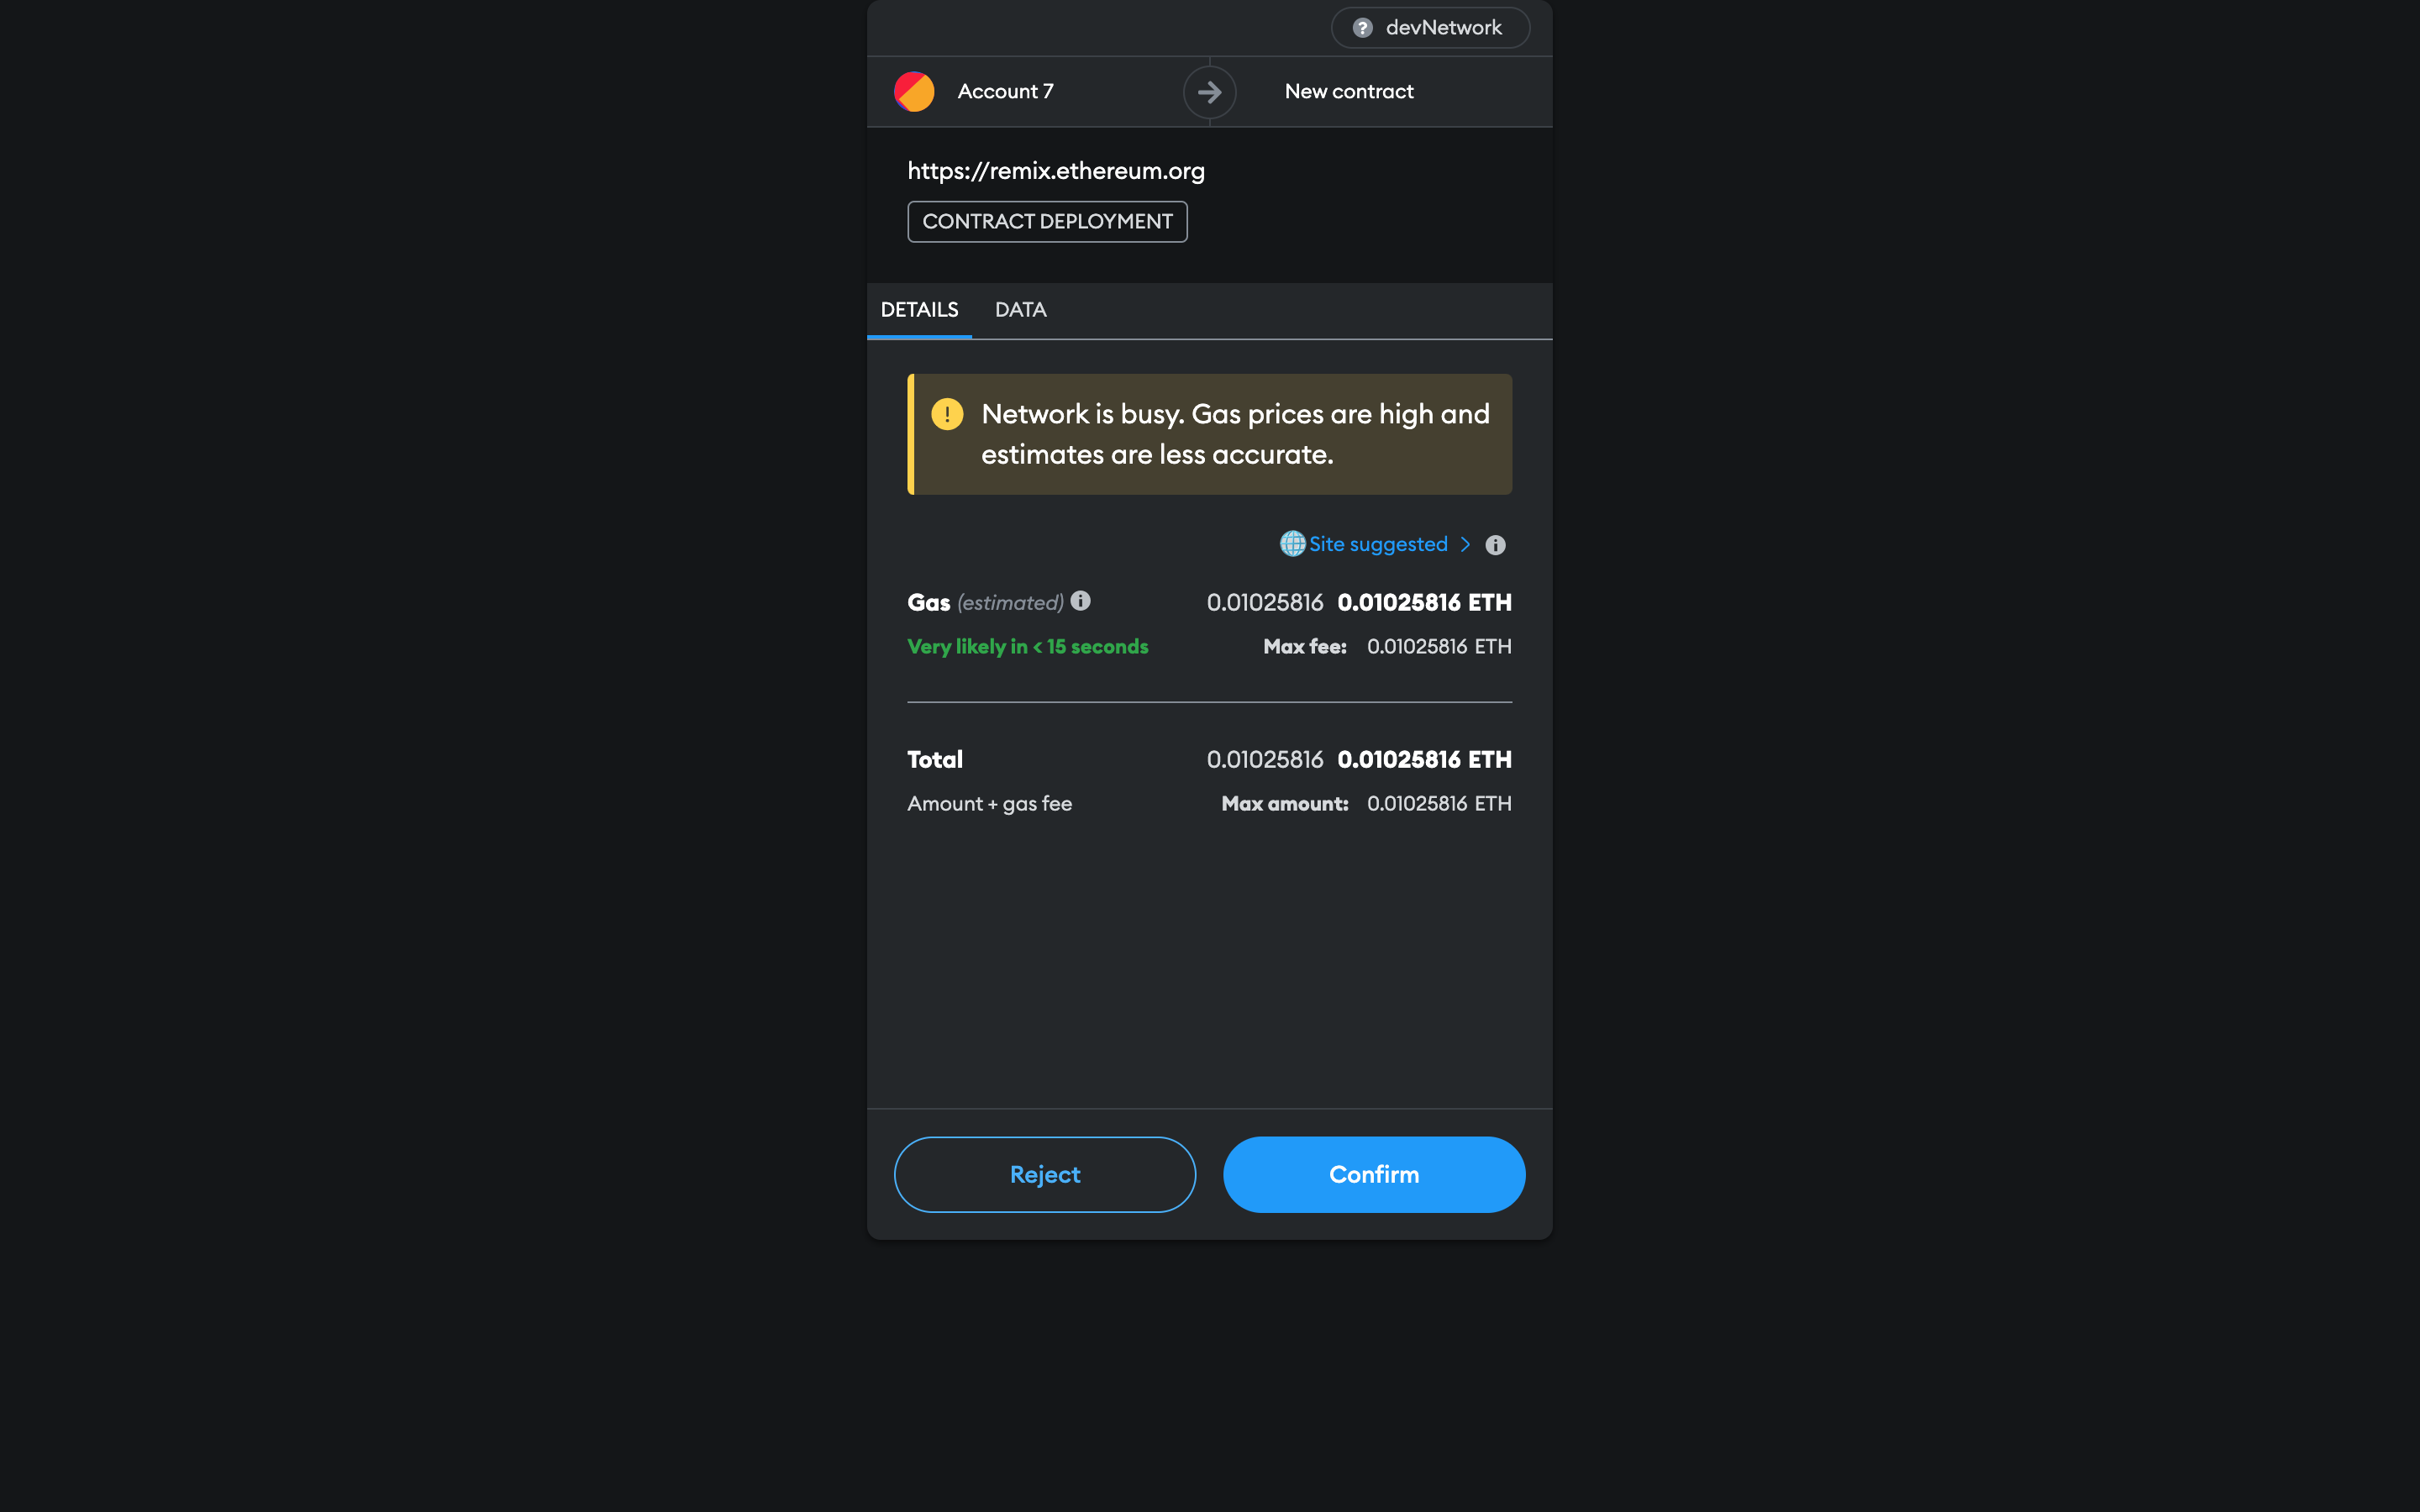 devNetwork
Account 7
New contract
https://remix.ethereum.org
CONTRACT DEPLOYMENT
DETAILS DATA
Network is busy. Gas prices are high and
estimates are less accurate.
Site suggested
Gas (estimated) 0.01025816 0.01025816 ETH
Very likely in < 15 seconds Max fee: 0.01025816 ETH
Total 0.01025816 0.01025816 ETH
Amount + gas fee Max amount: 0.01025816 ETH
Reject Confirm